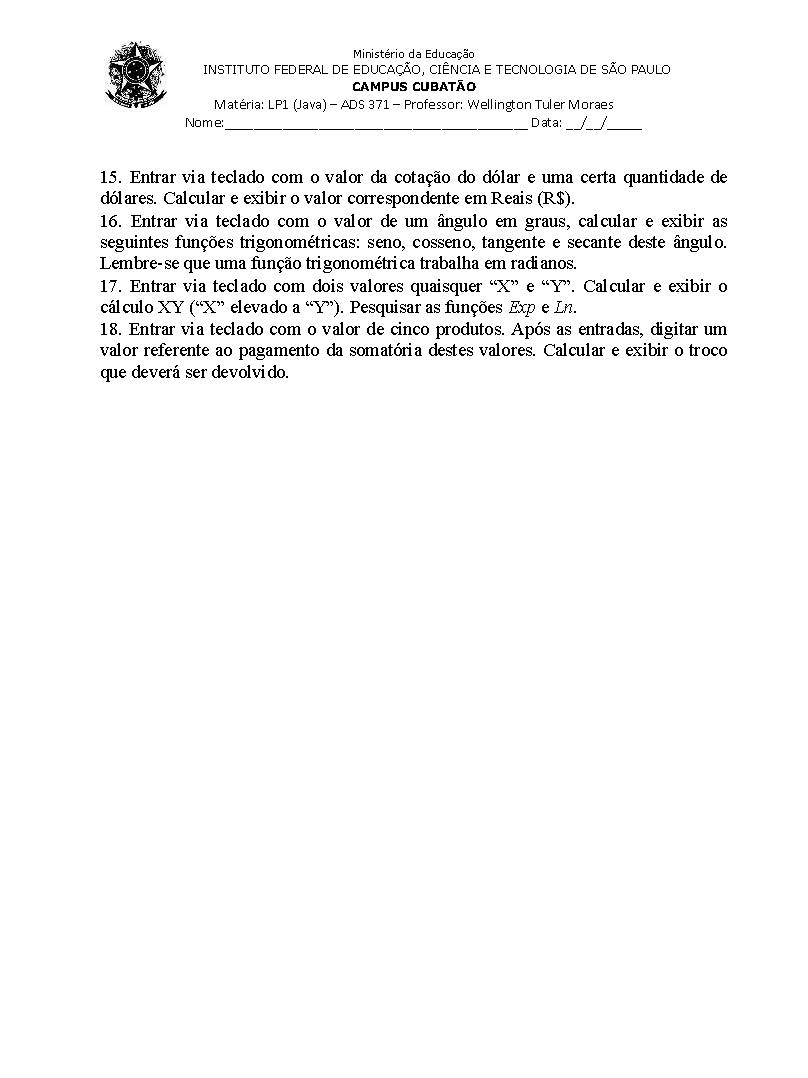 Ministério da Educação
INSTITUTO FEDERAL DE EDUCAÇÃO, CIÊNCIA E TECNOLOGIA DE SÃO PAULO
CAMPUS CUBATÃO
Matéria: LP1 (Java) – ADS 371 – Professor: Wellington Tuler Moraes
Nome:__________________________________________ Data: __/__/_____
15. Entrar via teclado com o valor da cotação do dólar e uma certa quantidade de
dólares. Calcular e exibir o valor correspondente em Reais (R$).
16. Entrar via teclado com o valor de um ângulo em graus, calcular e exibir as
seguintes funções trigonométricas: seno, cosseno, tangente e secante deste ângulo.
Lembre-se que uma função trigonométrica trabalha em radianos.
17. Entrar via teclado com dois valores quaisquer “X” e “Y”. Calcular e exibir o
cálculo XY (“X” elevado a “Y”). Pesquisar as funções Exp e Ln.
18. Entrar via teclado com o valor de cinco produtos. Após as entradas, digitar um
valor referente ao pagamento da somatória destes valores. Calcular e exibir o troco
que deverá ser devolvido.